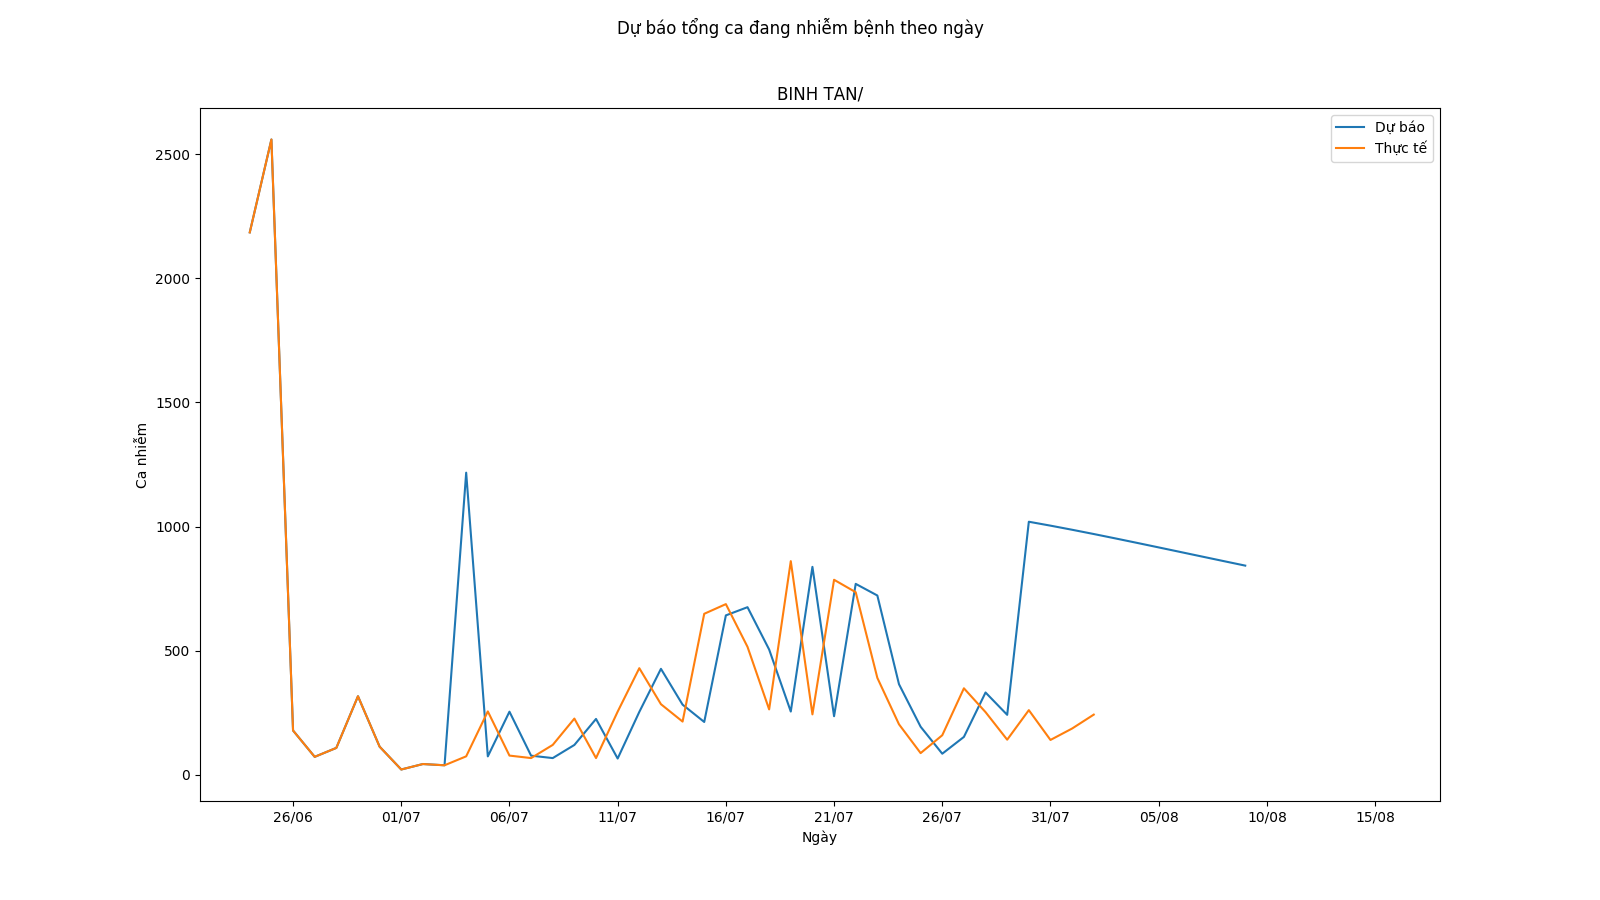 Dự báo tổng ca đang nhiễm bệnh theo ngày
BINH TAN/
Dự báo
Thực tế
2500
2000
1500
1000
500
0
Ca nhiễm
26/06
01/07
06/07
11/07
16/07
21/07
26/07
31/07
05/08
10/08
15/08
Ngày